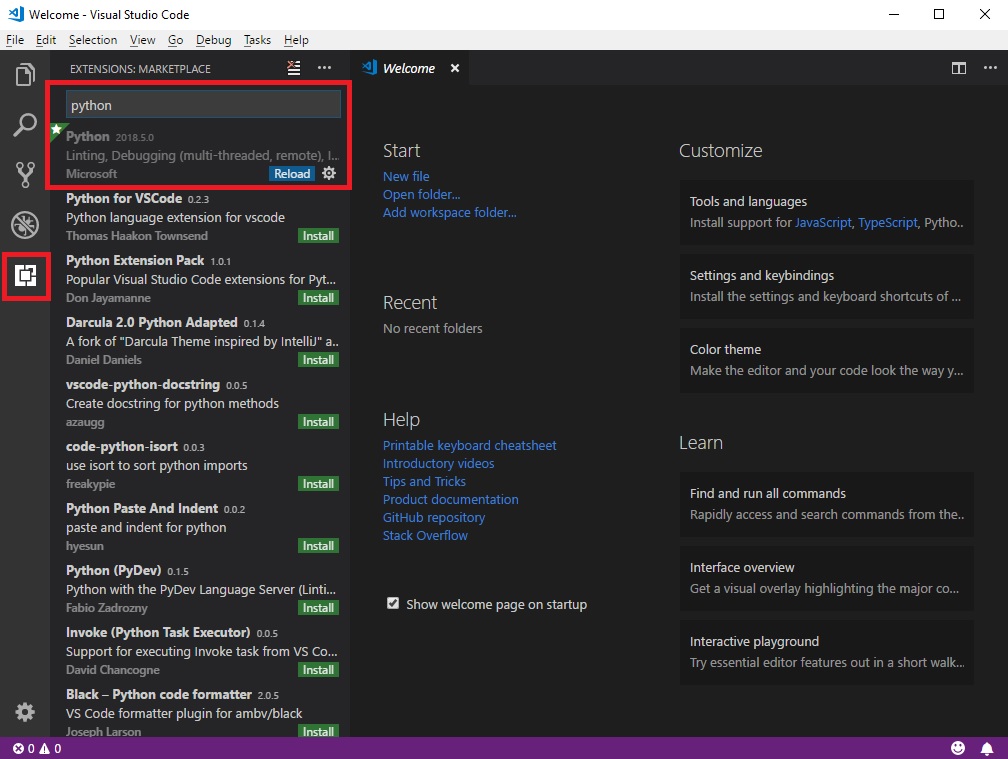 Welcome - Visual Studio Code
File Edit Selection View Go Debug Tasks Help
EXTENSIONS: MARKETPLACE
python
Python 2018.5.0
Linting, Debugging (multi-threaded, remote), I...
Microsoft Reload
Python for VSCode 0.2.3
Python language extension for vscode
Thomas Haakon Townsend Install
Python Extension Pack 1.0.1
Popular Visual Studio Code extensions for Pyt...
Don Jayamanne Install
Darcula 2.0 Python Adapted 0.1.4
A fork of "Darcula Theme inspired by IntelliJ" a..
Daniel Daniels Install
vscode-python-docstring 0.0.5
Create docstring for python methods
azaugg Install
code-python-isort 0.0.3
use isort to sort python imports
freakypie Install
Python Paste And Indent 0.0.2
paste and indent for python
hyesun Install
Python (PyDev) 0.1.5
Python with the PyDev Language Server (Linti...
Fabio Zadrozny Install
Invoke (Python Task Executor) 0.0.5
Support for executing Invoke task from VS Co...
David Chancogne Install
Black – Python code formatter 2.0.5
VS Code formatter plugin for ambv/black
Joseph Larson Install
Welcome
Start
New file
Open folder...
Add workspace folder...
Recent
No recent folders
Help
Printable keyboard cheatsheet
Introductory videos
Tips and Tricks
Product documentation
GitHub repository
Stack Overflow
Show welcome page on startup
Customize
Tools and languages
Install support for JavaScript, TypeScript, Pytho..
Settings and keybindings
Install the settings and keyboard shortcuts of ...
Color theme
Make the editor and your code look the way y...
Learn
Find and run all commands
Rapidly access and search commands from the..
Interface overview
Get a visual overlay highlighting the major co...
Interactive playground
Try essential editor features out in a short walk...
0 0